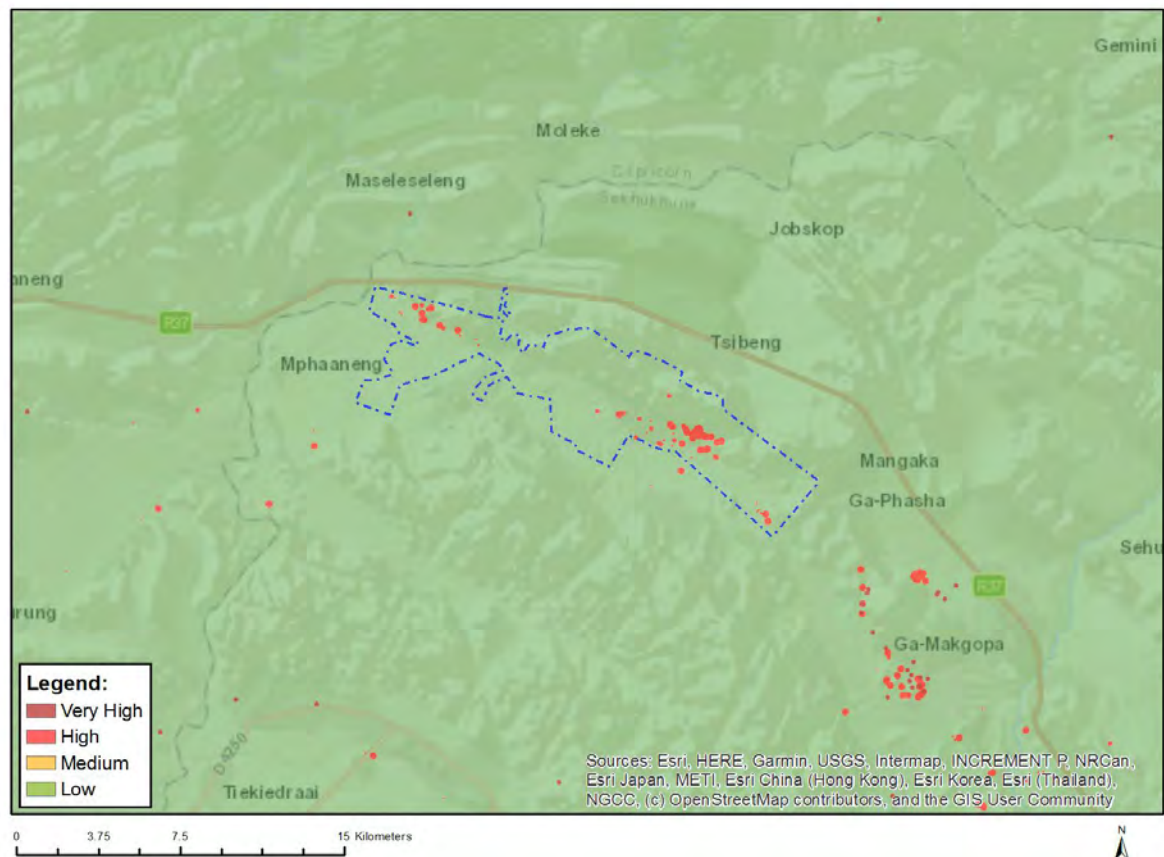 Gemini
Moleke
Capricorn
Maseleseleng
Sekhukhune
Jobskop
aneng
R37
Tsibeng
Mphaaneng
Mangaka
Ga-Phasha
Sehu
R37
urung
Ga-Makgopa
Legend:
Very High
High
Medium
Low
D4250
Tiekiedraai
Sources: Esri, HERE, Garmin, USGS, Intermap, INCREMENT P, NRCan,
Esri Japan, METI, Esri China (Hong Kong), Esri Korea, Esri (Thailand),
NGCC, (c) OpenStreetMap contributors, and the GIS User Community
0 3.75 7.5 15 Kilometers
N